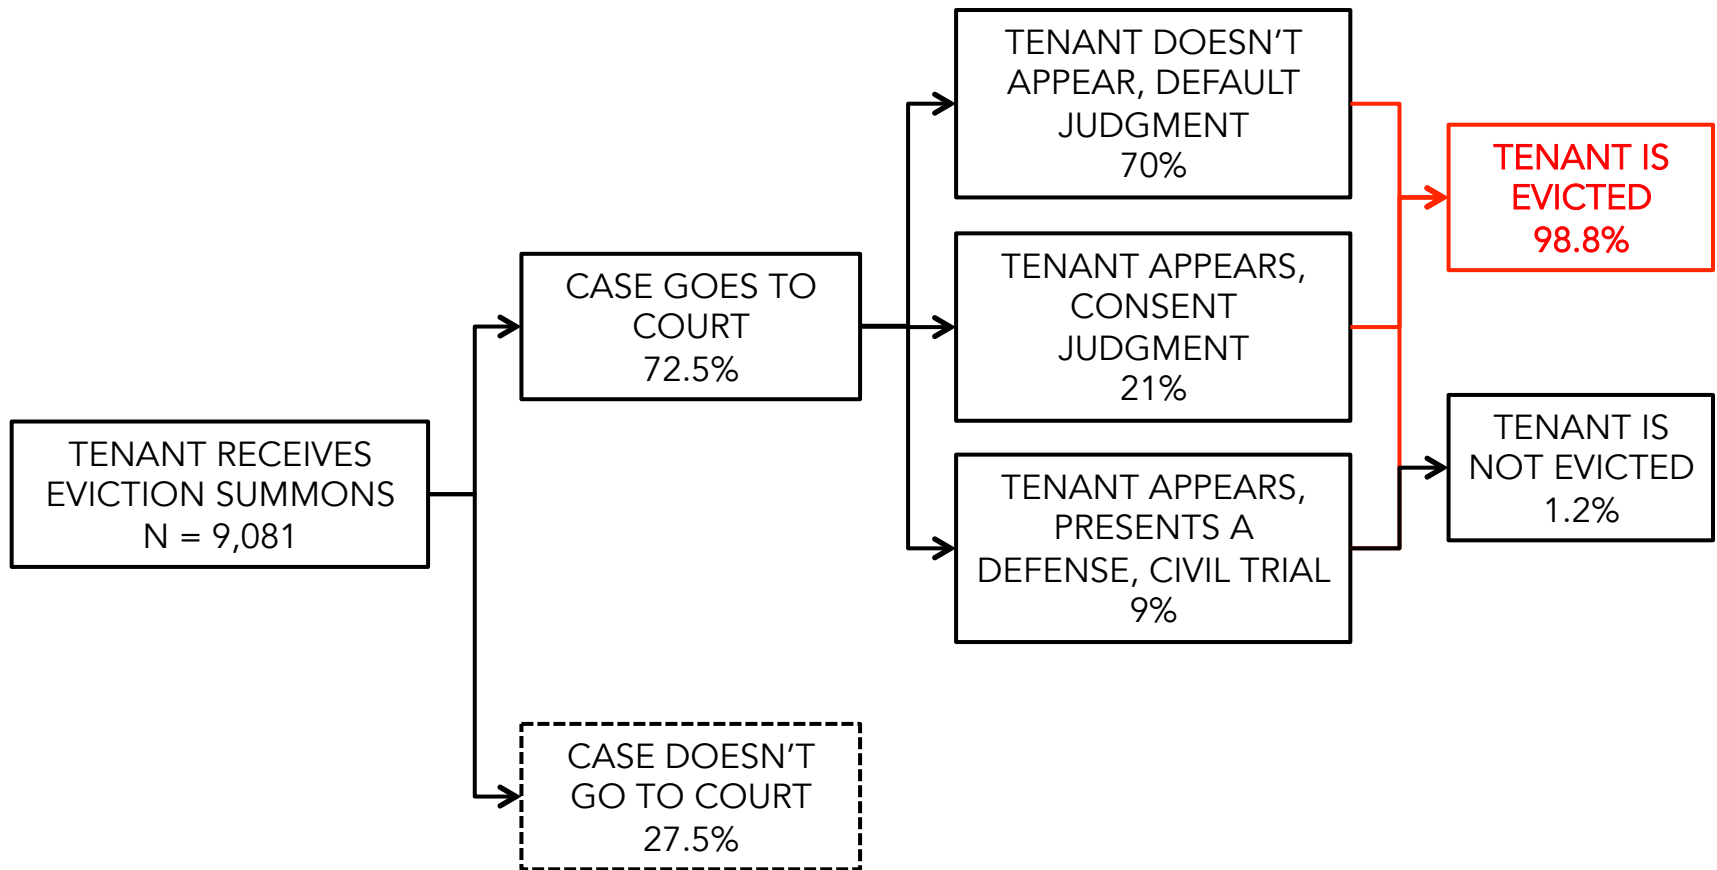 TENANT RECEIVES
EVICTION SUMMONS
N = 9,081
CASE GOES TO
COURT
72.5%
CASE DOESN'T
GO TO COURT
27.5%
TENANT DOESN'T
APPEAR, DEFAULT
JUDGMENT
70%
TENANT APPEARS,
CONSENT
JUDGMENT
21%
TENANT APPEARS,
PRESENTS A
DEFENSE, CIVIL TRIAL
9%
TENANT IS
EVICTED
98.8%
TENANT IS
NOT EVICTED
1.2%